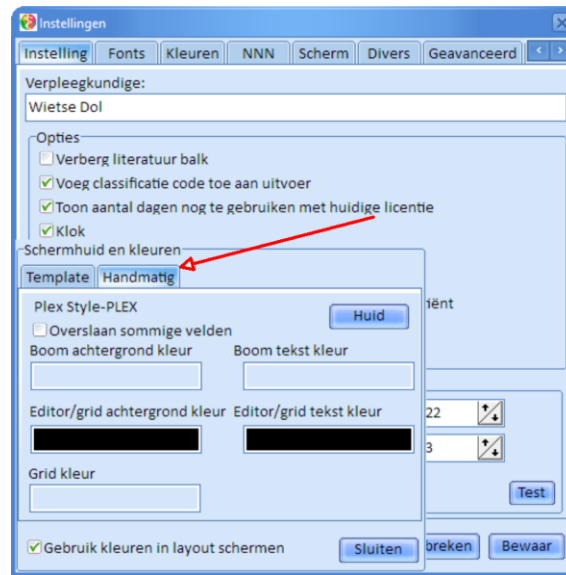 Instellingen
Instelling Fonts Kleuren NNN Scherm Divers Geavanceerd
Verpleegkundige:
Wietse Dol
Opties
Verberg literatuur balk
Voeg classificatie code toe aan uitvoer
Toon aantal dagen nog te gebruiken met huidige licentie
Klok
Schermhuid en kleuren
Template Handmatig
Plex Style-PLEX
Huid
iënt
Overslaan sommige velden
Boom achtergrond kleur Boom tekst kleur
Editor/grid achtergrond kleur Editor/grid tekst kleur
22
3
Grid kleur
Test
Gebruik kleuren in layout schermen
Sluiten
breken
Bewaar